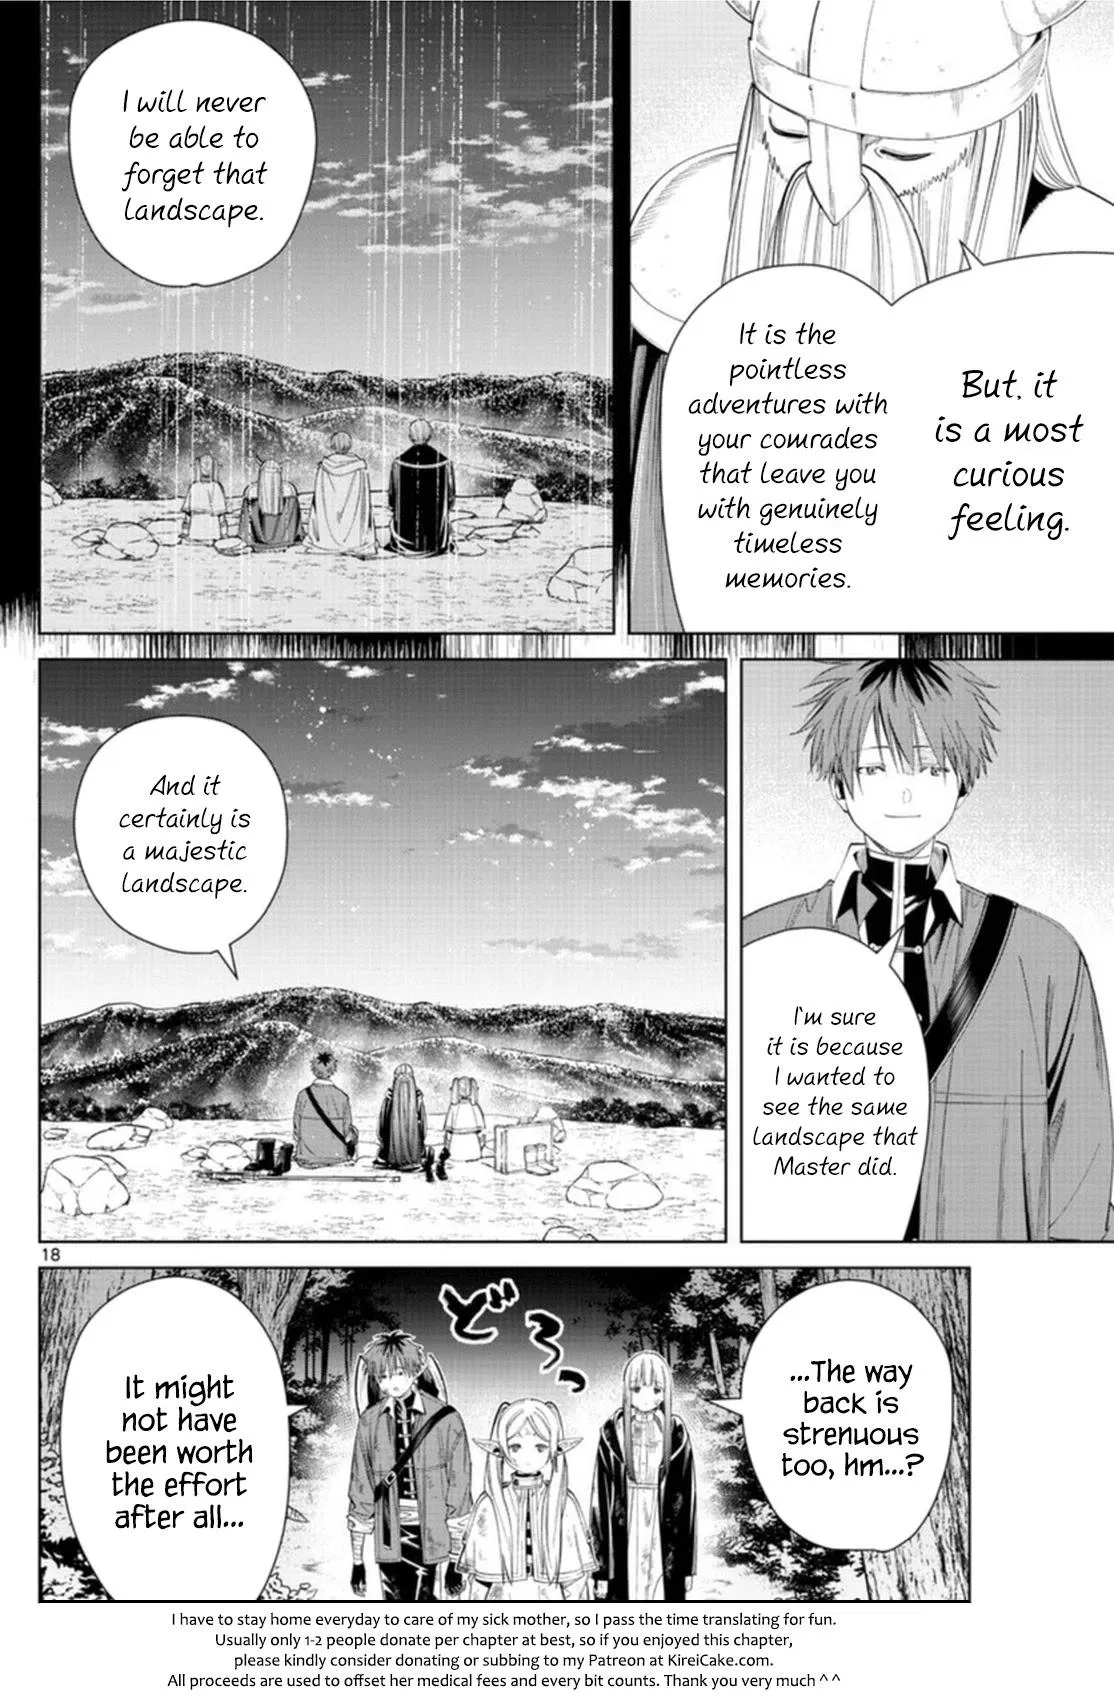 But, it
is a most
curious
feeling.
It is the
pointless
adventures with
your comrades
that leave you
with genuinely
timeless
memories.
I will never
be able to
forget that
landscape.
I'm sure
it is because
I wanted to
see the same
landscape that
Master did.
And it
certainly is
a majestic
landscape.
18
...The way
back is
strenuous
too, hm...?
どろっ
It might
not have
been worth
the effort
after all...
I have to stay home everyday to care of my sick mother, so I pass the time translating for fun.
Usually only 1-2 people donate per chapter at best, so if you enjoyed this chapter,
please kindly consider donating or subbing to my Patreon at KireiCake.com.
All proceeds are used to offset her medical fees and every bit counts. Thank you very much ^ ^